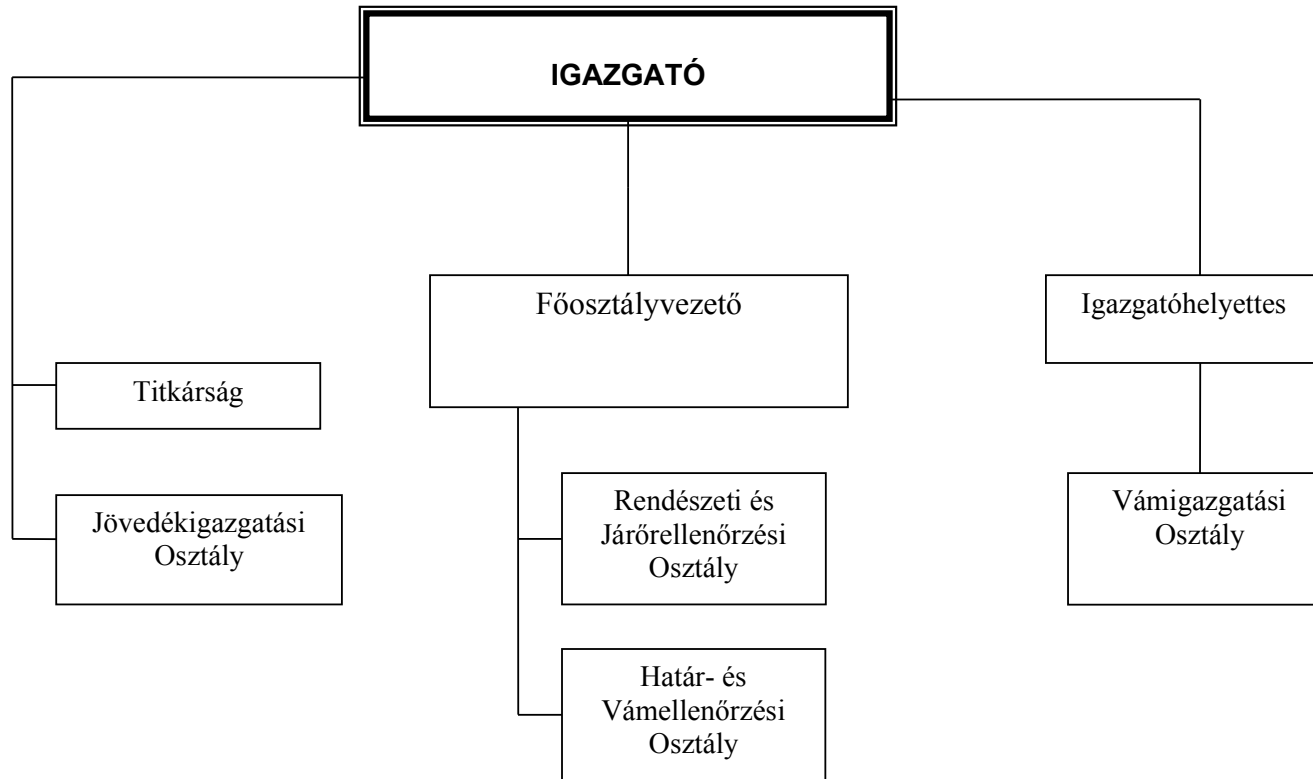 IGAZGATÓ
Főosztályvezető
Igazgatóhelyettes
Titkárság
Jövedékigazgatási
Osztály
Rendészeti és
Járőrellenőrzési
Osztály
Vámigazgatási
Osztály
Határ- és
Vámellenőrzési
Osztály